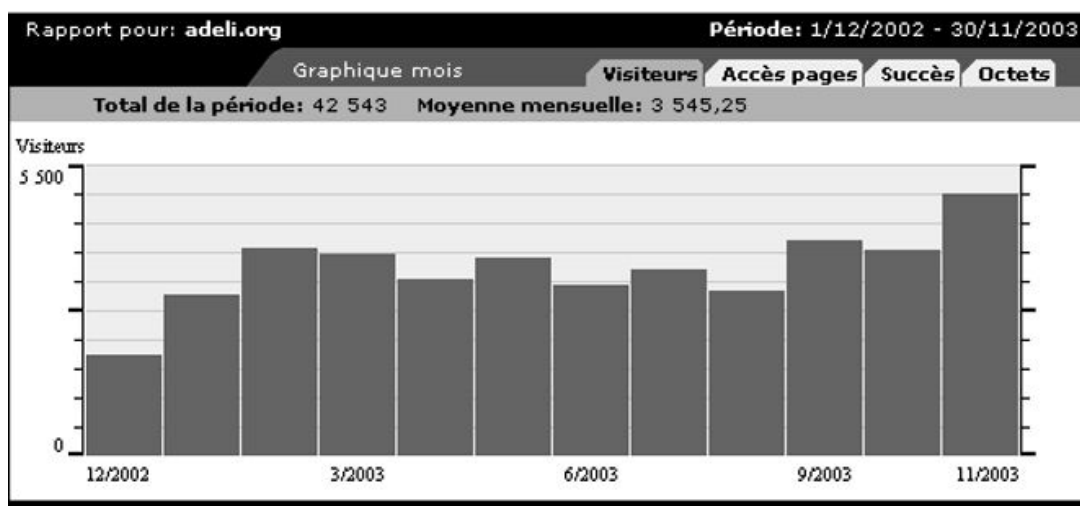 Rapport pour: adeli.org Période: 1/12/2002 - 30/11/2003
Graphique mois Visiteurs Accès pages Succès Octets
Total de la période: 42 543 Moyenne mensuelle: 3 545,25
Visiteurs
5 500
0
12/2002 3/2003 6/2003 9/2003 11/2003